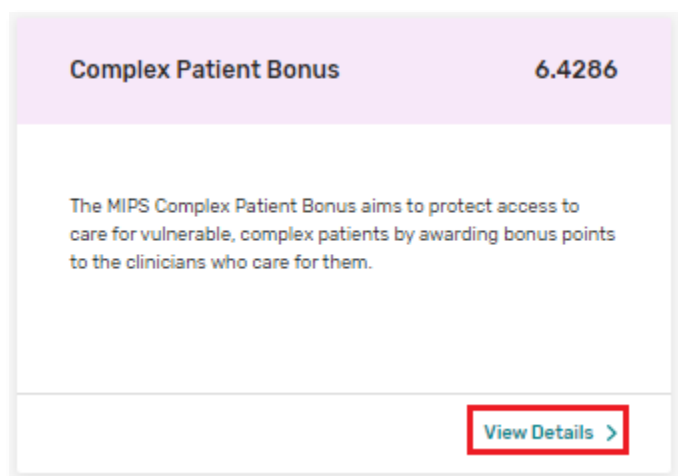 Complex Patient Bonus 6.4286
The MIPS Complex Patient Bonus aims to protect access to
care for vulnerable, complex patients by awarding bonus points
to the clinicians who care for them.
View Details >